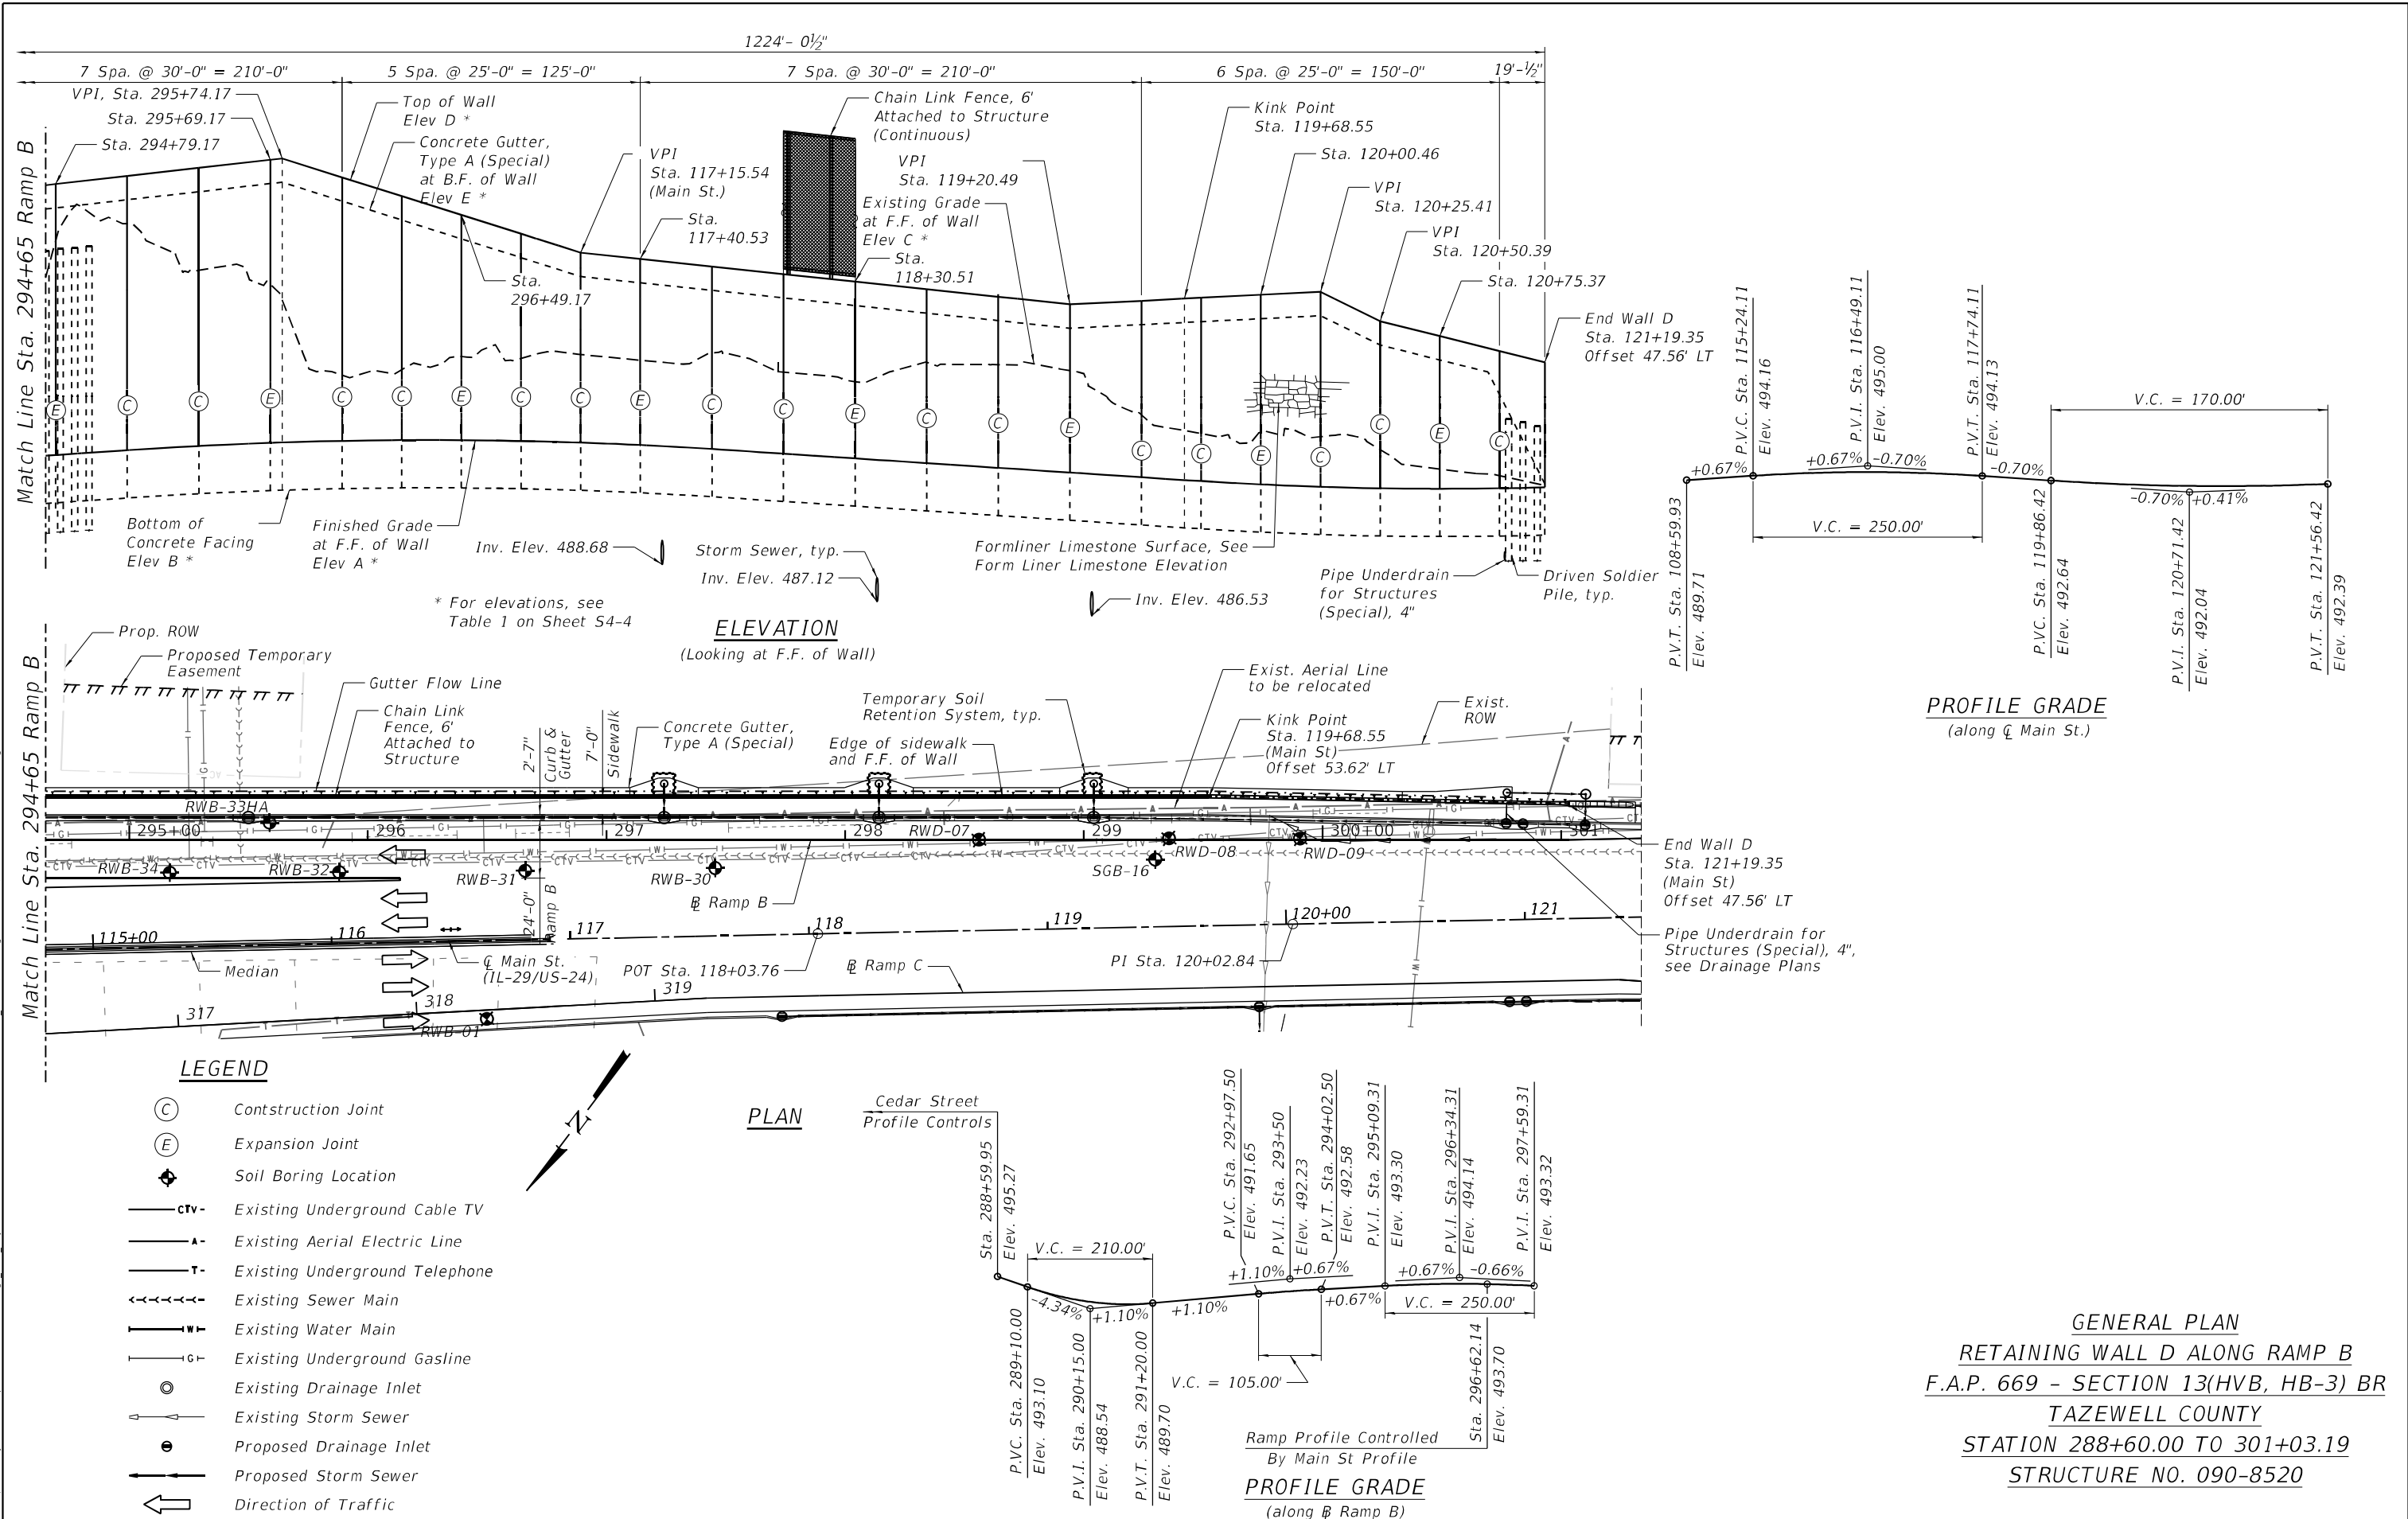 1224'- 0½"
7 Spa. @ 30'-0" = 210'-0"
5 Spa. @ 25'-0" = 125'-0"
7 Spa. @ 30'-0" = 210'-0"
6 Spa. @ 25'-0" = 150'-0"
19'-½"
VPI, Sta. 295+74.17
Sta. 295+69.17
Sta. 294+79.17
Top of Wall
Elev D *
Concrete Gutter,
Type A (Special)
at B.F. of Wall
Elev E *
VPI
Sta. 117+15.54
(Main St.)
Sta.
117+40.53
Sta.
296+49.17
Chain Link Fence, 6'
Attached to Structure
(Continuous)
VPI
Sta. 119+20.49
Existing Grade
at F.F. of Wall
Elev C *
Sta.
118+30.51
Kink Point
Sta. 119+68.55
Sta. 120+00.46
VPI
Sta. 120+25.41
VPI
Sta. 120+50.39
Sta. 120+75.37
End Wall D
Sta. 121+19.35
Offset 47.56' LT
Match Line Sta. 294+65 Ramp B
E C C E C C E C C E C C E C C E C C E C C E C
Bottom of
Concrete Facing
Elev B *
Finished Grade
at F.F. of Wall
Elev A *
Inv. Elev. 488.68
Storm Sewer, typ.
Inv. Elev. 487.12
Formliner Limestone Surface, See
Form Liner Limestone Elevation
Inv. Elev. 486.53
Pipe Underdrain
for Structures
(Special), 4"
Driven Soldier
Pile, typ.
* For elevations, see
Table 1 on Sheet S4-4
ELEVATION
(Looking at F.F. of Wall)
P.V.T. Sta. 108+59.93
Elev. 489.71
+0.67%
P.V.C. Sta. 115+24.11
Elev. 494.16
+0.67%
P.V.I. Sta. 116+49.11
Elev. 495.00
-0.70%
P.V.T. Sta. 117+74.11
Elev. 494.13
V.C. = 250.00'
-0.70%
P.V.C. Sta. 119+86.42
Elev. 492.64
V.C. = 170.00'
-0.70%
+0.41%
P.V.I. Sta. 120+71.42
Elev. 492.04
P.V.T. Sta. 121+56.42
Elev. 492.39
PROFILE GRADE
(along ℄ Main St.)
Match Line Sta. 294+65 Ramp B
Prop. ROW
Proposed Temporary
Easement
Gutter Flow Line
Chain Link
Fence, 6'
Attached to
Structure
2'-7"
Curb &
Gutter
7'-0"
Sidewalk
Concrete Gutter,
Type A (Special)
Temporary Soil
Retention System, typ.
Edge of sidewalk
and F.F. of Wall
Exist. Aerial Line
to be relocated
Kink Point
Sta. 119+68.55
(Main St)
Offset 53.62' LT
Exist.
ROW
RWB-33HA
295+00
296
297
298
299
300+00
301
RWD-07
RWD-08
RWD-09
RWB-34
RWB-32
RWB-31
RWB-30
SGB-16
24'-0"
Ramp B
B Ramp B
115+00
116
117
118
119
120+00
121
Median
℄ Main St.
(IL-29/US-24)
POT Sta. 118+03.76
B Ramp C
PI Sta. 120+02.84
317
318
319
RWB-01
End Wall D
Sta. 121+19.35
(Main St)
Offset 47.56' LT
Pipe Underdrain for
Structures (Special), 4",
see Drainage Plans
LEGEND
C Contstruction Joint
E Expansion Joint
Soil Boring Location
CTV Existing Underground Cable TV
A Existing Aerial Electric Line
T Existing Underground Telephone
Existing Sewer Main
W Existing Water Main
G Existing Underground Gasline
Existing Drainage Inlet
Existing Storm Sewer
Proposed Drainage Inlet
Proposed Storm Sewer
Direction of Traffic
N
PLAN
Cedar Street
Profile Controls
Sta. 288+59.95
Elev. 495.27
P.V.C. Sta. 289+10.00
Elev. 493.10
V.C. = 210.00'
-4.34%
+1.10%
P.V.I. Sta. 290+15.00
Elev. 488.54
P.V.T. Sta. 291+20.00
Elev. 489.70
+1.10%
P.V.C. Sta. 292+97.50
Elev. 491.65
+1.10%
P.V.I. Sta. 293+50
Elev. 492.23
+0.67%
P.V.T. Sta. 294+02.50
Elev. 492.58
V.C. = 105.00'
+0.67%
P.V.I. Sta. 295+09.31
Elev. 493.30
+0.67%
P.V.I. Sta. 296+34.31
Elev. 494.14
-0.66%
V.C. = 250.00'
P.V.I. Sta. 297+59.31
Elev. 493.32
Sta. 296+62.14
Elev. 493.70
Ramp Profile Controlled
By Main St Profile
PROFILE GRADE
(along ₧ Ramp B)
GENERAL PLAN
RETAINING WALL D ALONG RAMP B
F.A.P. 669 - SECTION 13(HVB, HB-3) BR
TAZEWELL COUNTY
STATION 288+60.00 TO 301+03.19
STRUCTURE NO. 090-8520